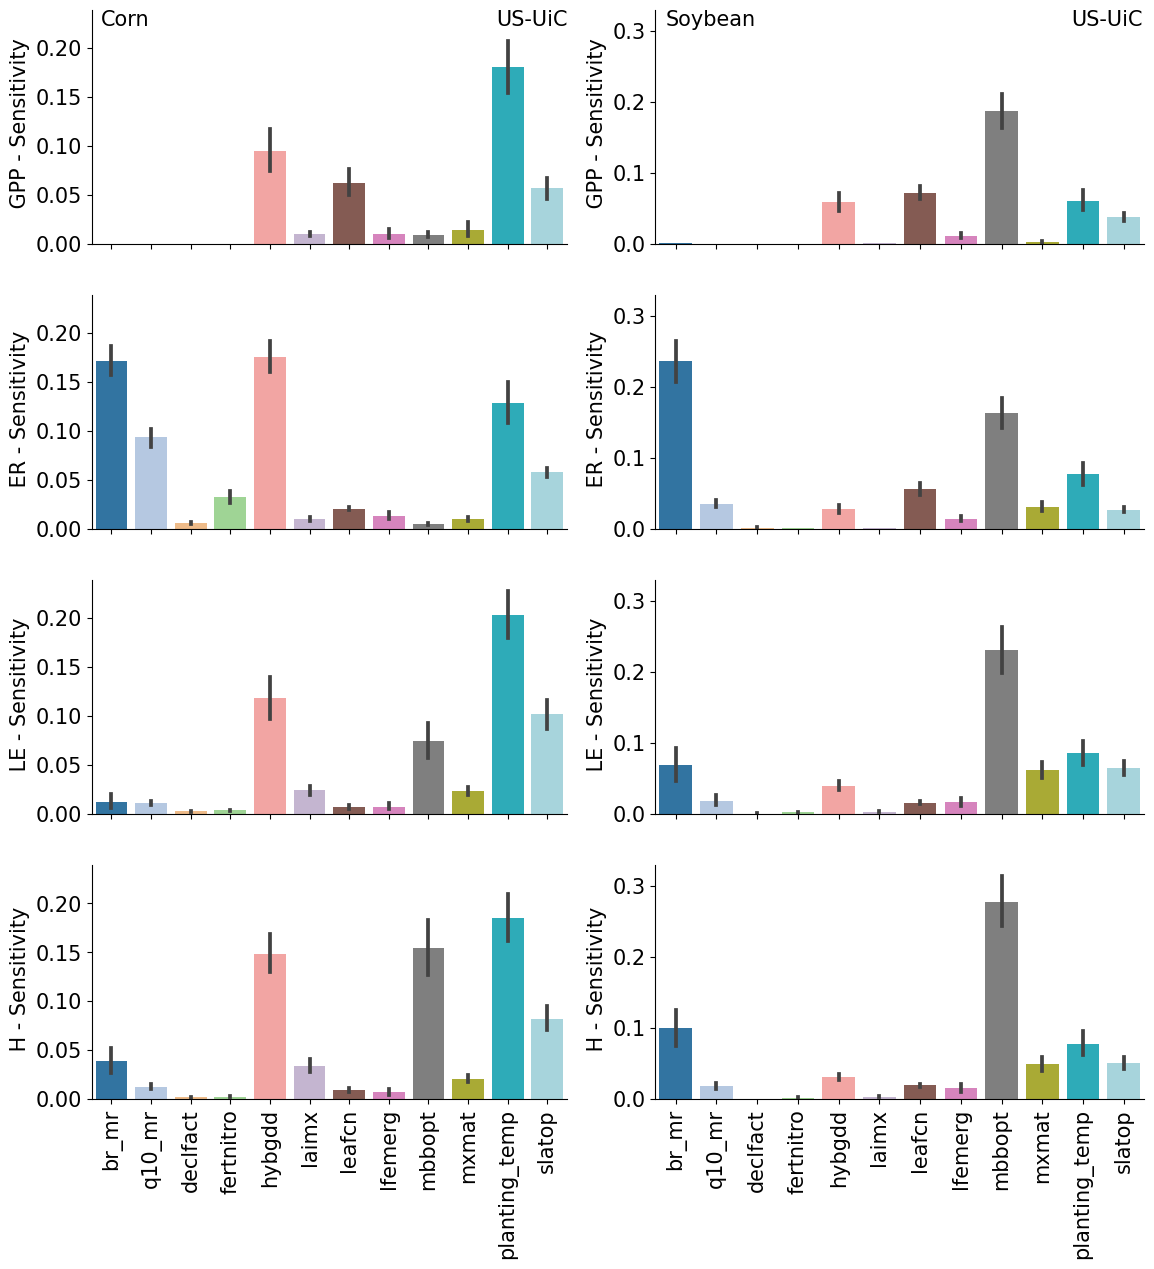 Corn
US-UiC
Soybean
US-UiC
GPP - Sensitivity
0.20
0.15
0.10
0.05
0.00
GPP - Sensitivity
0.3
0.2
0.1
0.0
ER - Sensitivity
0.20
0.15
0.10
0.05
0.00
ER - Sensitivity
0.3
0.2
0.1
0.0
LE - Sensitivity
0.20
0.15
0.10
0.05
0.00
LE - Sensitivity
0.3
0.2
0.1
0.0
H - Sensitivity
0.20
0.15
0.10
0.05
0.00
H - Sensitivity
0.3
0.2
0.1
0.0
br_mr
q10_mr
declfact
fertnitro
hybgdd
laimx
leafcn
lfemerg
mbbopt
mxmat
planting_temp
slatop
br_mr
q10_mr
declfact
fertnitro
hybgdd
laimx
leafcn
lfemerg
mbbopt
mxmat
planting_temp
slatop